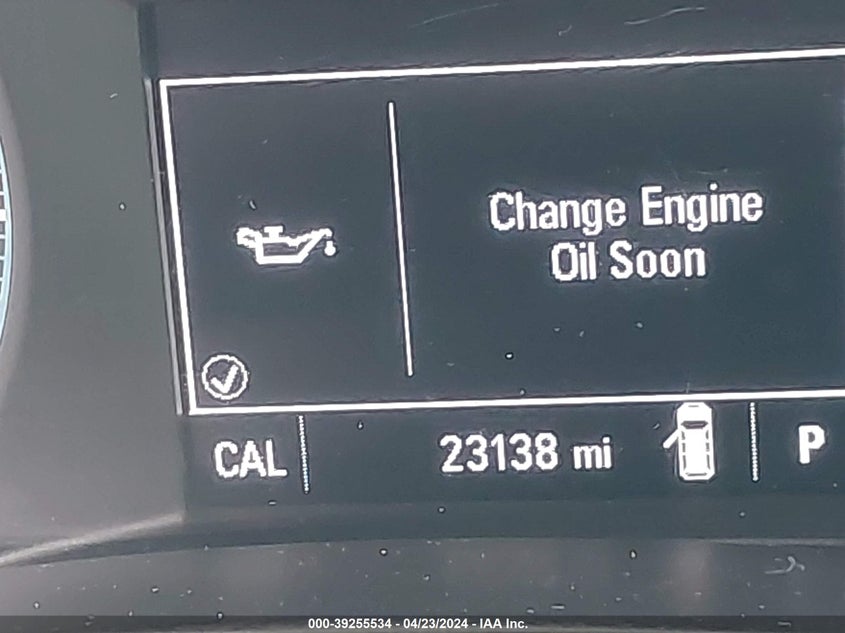 Change Engine
Oil Soon
CAL
23138 mi
P
000-39255534 - 04/23/2024 - IAA Inc.